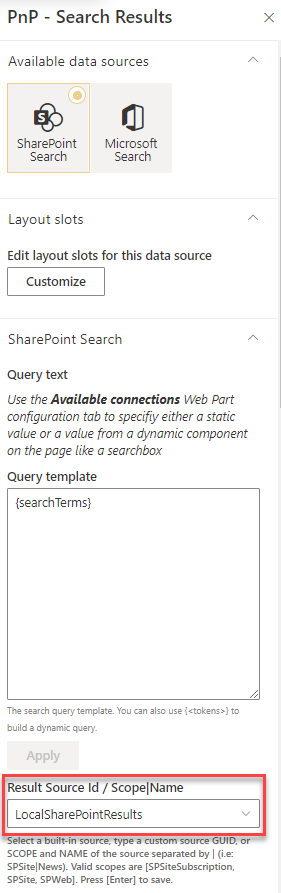 PnP - Search Results
Available data sources
SharePoint
Search
Microsoft
Search
Layout slots
Edit layout slots for this data source
Customize
SharePoint Search
Query text
Use the Available connections Web Part
configuration tab to specifiy either a static
value or a value from a dynamic component
on the page like a searchbox
Query template
{searchTerms}
The search query template. You can also use {<tokens>} to
build a dynamic query.
Apply
Result Source Id / Scope|Name
LocalSharePointResults
Select a built-in source, type a custom source GUID, or
SCOPE and NAME of the source separated by | (i.e:
SPSite|News). Valid scopes are [SPSiteSubscription,
SPSite, SPWeb]. Press [Enter] to save.